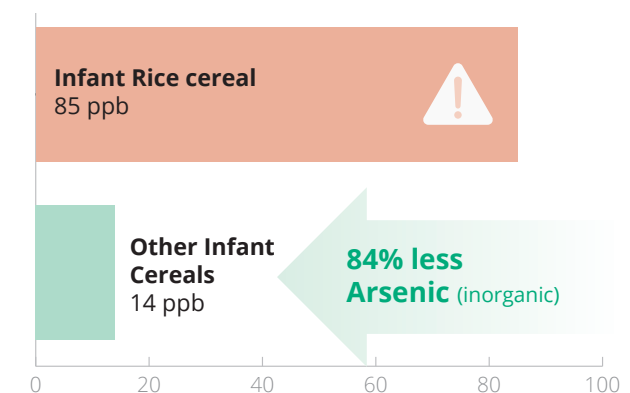 Infant Rice cereal
85 ppb
Other Infant
Cereals
14 ppb
84% less
Arsenic (inorganic)
0 20 40 60 80 100